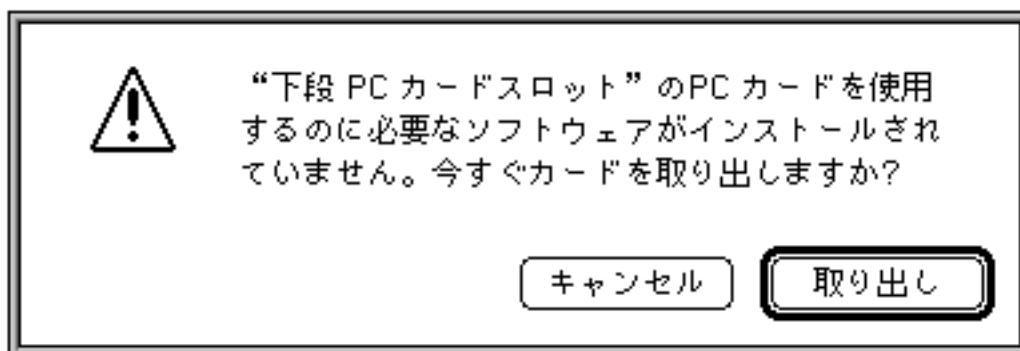 “下段 PC カードスロット” のPC カードを使用
するのに必要なソフトウェアがインストールされ
ていません。今すぐカードを取り出しますか?
キャンセル
取り出し